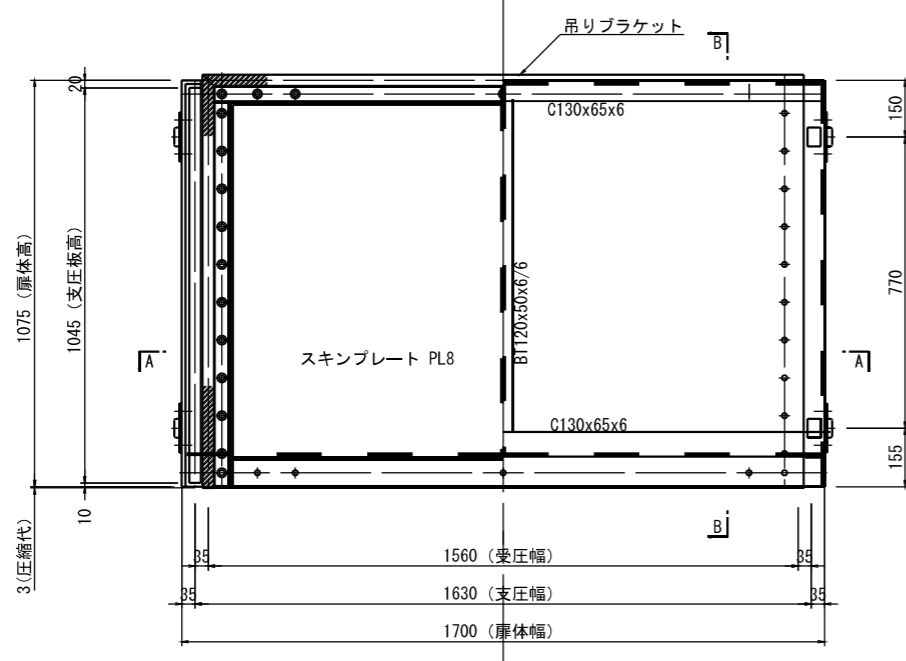 吊りブラケット
B
20
C130x65x6
150
1075 (扉体高)
1045 (支圧板高)
770
BT120x50x6/6
A
スキンプレート PL8
A
C130x65x6
155
10
B
3(圧縮代)
35
1560 (受圧幅)
35
35
1630 (支圧幅)
35
1700 (扉体幅)